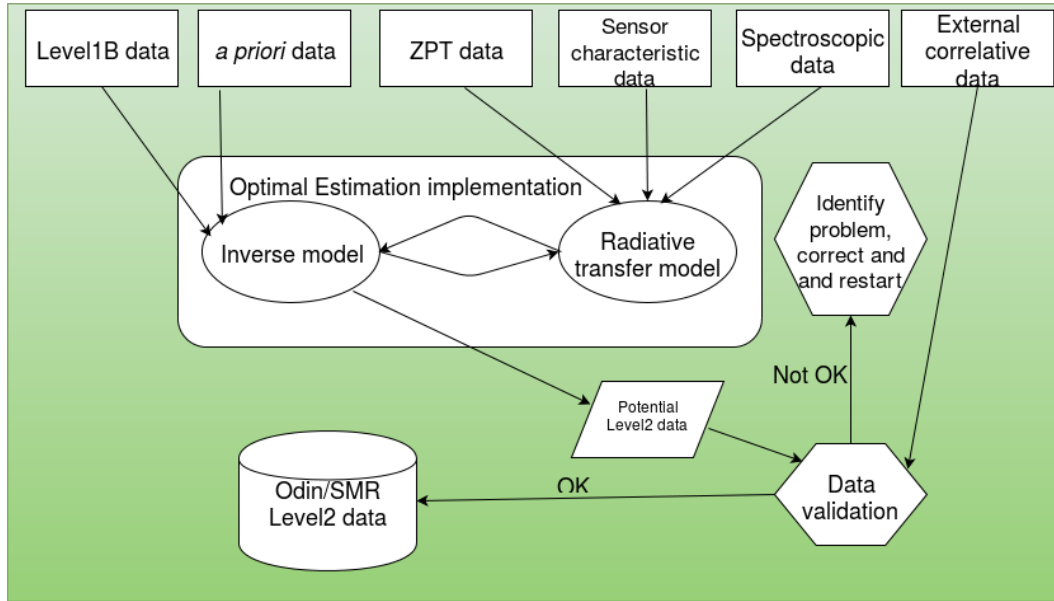 Level1B data
a priori data
ZPT data
Sensor
characteristic
data
Spectroscopic
data
External
correlative
data
Optimal Estimation implementation
Inverse model
Radiative
transfer model
Identify
problem,
correct and
and restart
Not OK
Potential
Level2 data
Data
validation
OK
Odin/SMR
Level2 data